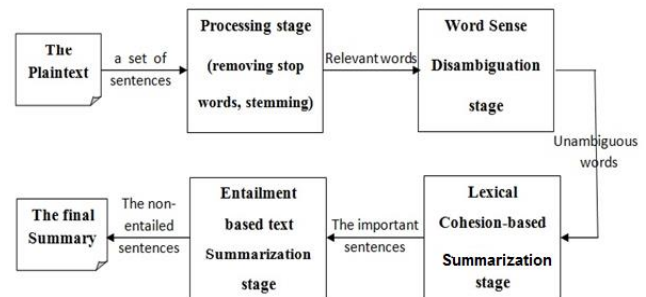 The
Plaintext
a set of
sentences
Processing stage
(removing stop
words, stemming)
Relevant words
Word Sense
Disambiguation
stage
Unambiguous
words
Lexical
Cohesion-based
Summarization
stage
The important
sentences
Entailment
based text
Summarization
stage
The non-
entailed
sentences
The final
Summary